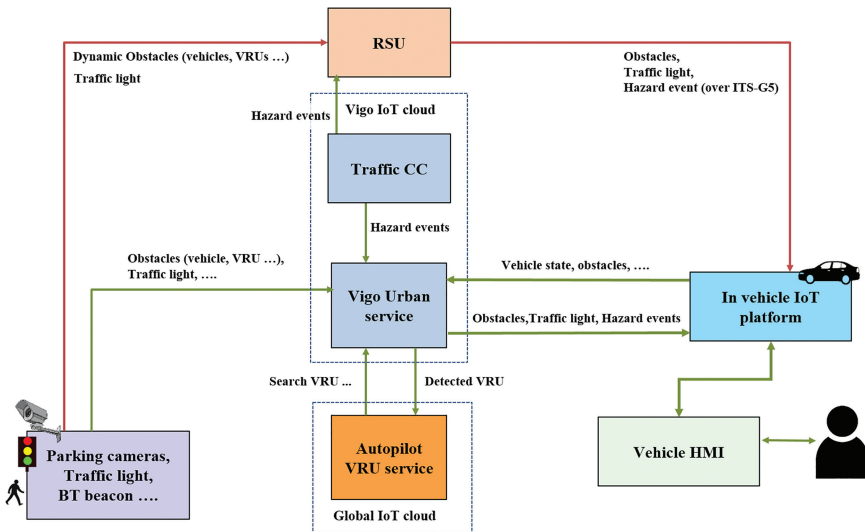 RSU
Dynamic Obstacles (vehicles, VRUs …)
Traffic light
Obstacles,
Traffic light,
Hazard event (over ITS-G5)
Hazard events
Vigo IoT cloud
Traffic CC
Hazard events
Obstacles (vehicle, VRU …),
Traffic light, ….
Vigo Urban
service
Vehicle state, obstacles, ….
In vehicle IoT
platform
Obstacles,Traffic light, Hazard events
Search VRU ...
Detected VRU
Parking cameras,
Traffic light,
BT beacon ….
Autopilot
VRU service
Vehicle HMI
Global IoT cloud